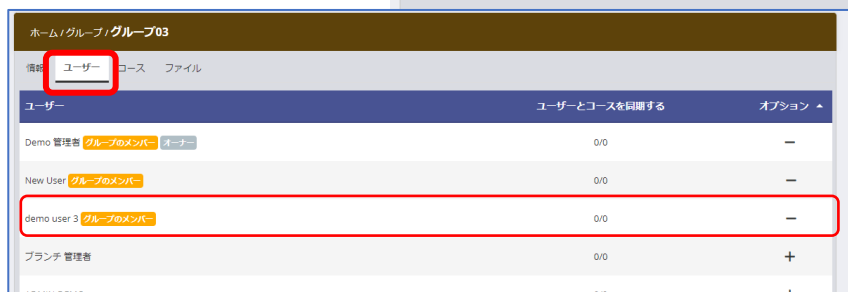 ホーム / グループ / グループ03
情報 ユーザー コース ファイル
ユーザー ユーザーとコースを同期する オプション
Demo 管理者 グループのメンバー オーナー 0/0 −
New User グループのメンバー 0/0 −
demo user 3 グループのメンバー 0/0 −
ブランチ 管理者 0/0 +